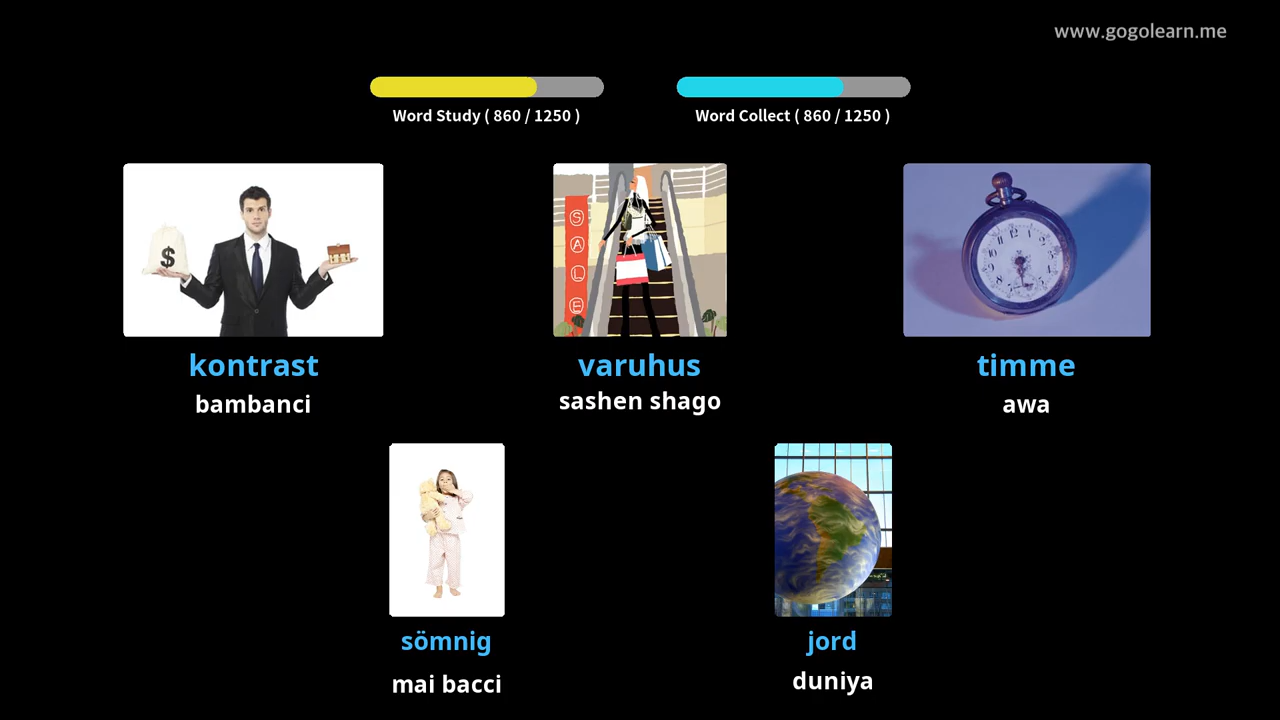 www.gogolearn.me
Word Study ( 860 / 1250 )
Word Collect ( 860 / 1250 )
SALE
$
kontrast
varuhus
timme
bambanci
sashen shago
awa
sömnig
jord
mai bacci
duniya